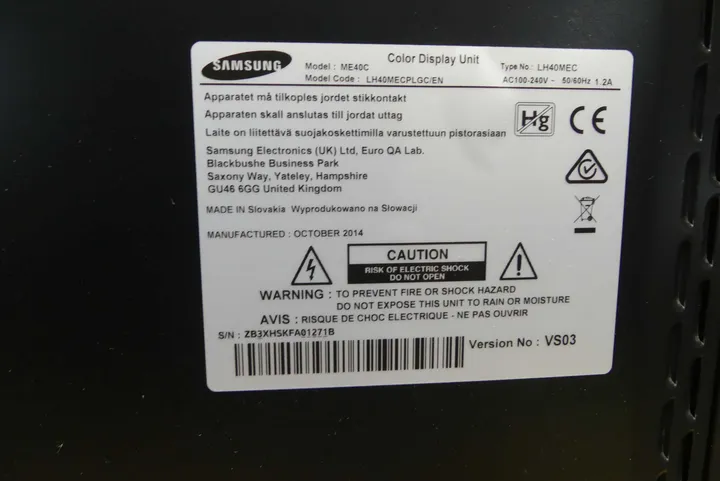 SAMSUNG
Color Display Unit
Model : ME40C
Type No.: LH40MEC
Model Code : LH40MECPLGC/EN
AC100-240V ~ 50/60Hz 1.2A
Apparatet må tilkoples jordet stikkontakt
Apparaten skall anslutas till jordat uttag
Laite on liitettävä suojakoskettimilla varustettuun pistorasiaan
Hg
CE
Samsung Electronics (UK) Ltd, Euro QA Lab.
Blackbushe Business Park
Saxony Way, Yateley, Hampshire
GU46 6GG United Kingdom
MADE IN Slovakia Wyprodukowano na Słowacji
MANUFACTURED : OCTOBER 2014
CAUTION
RISK OF ELECTRIC SHOCK
DO NOT OPEN
WARNING : TO PREVENT FIRE OR SHOCK HAZARD
DO NOT EXPOSE THIS UNIT TO RAIN OR MOISTURE
AVIS : RISQUE DE CHOC ELECTRIQUE - NE PAS OUVRIR
S/N : ZB3XHSKFA01271B
Version No : VS03